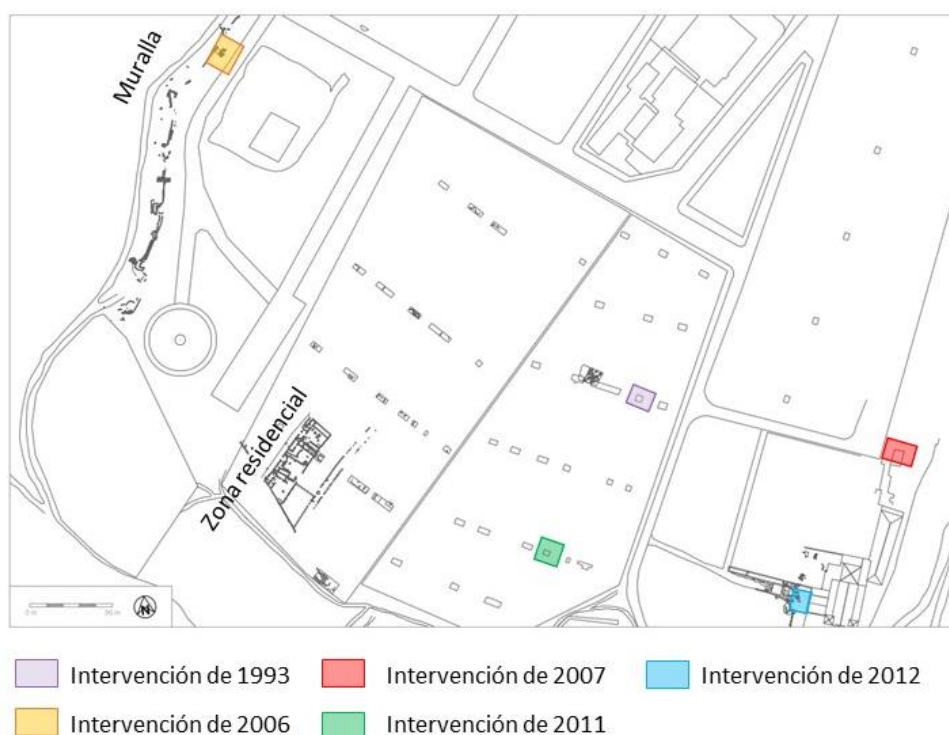 Muralla
Zona residencial
N
Intervención de 1993
Intervención de 2007
Intervención de 2012
Intervención de 2006
Intervención de 2011